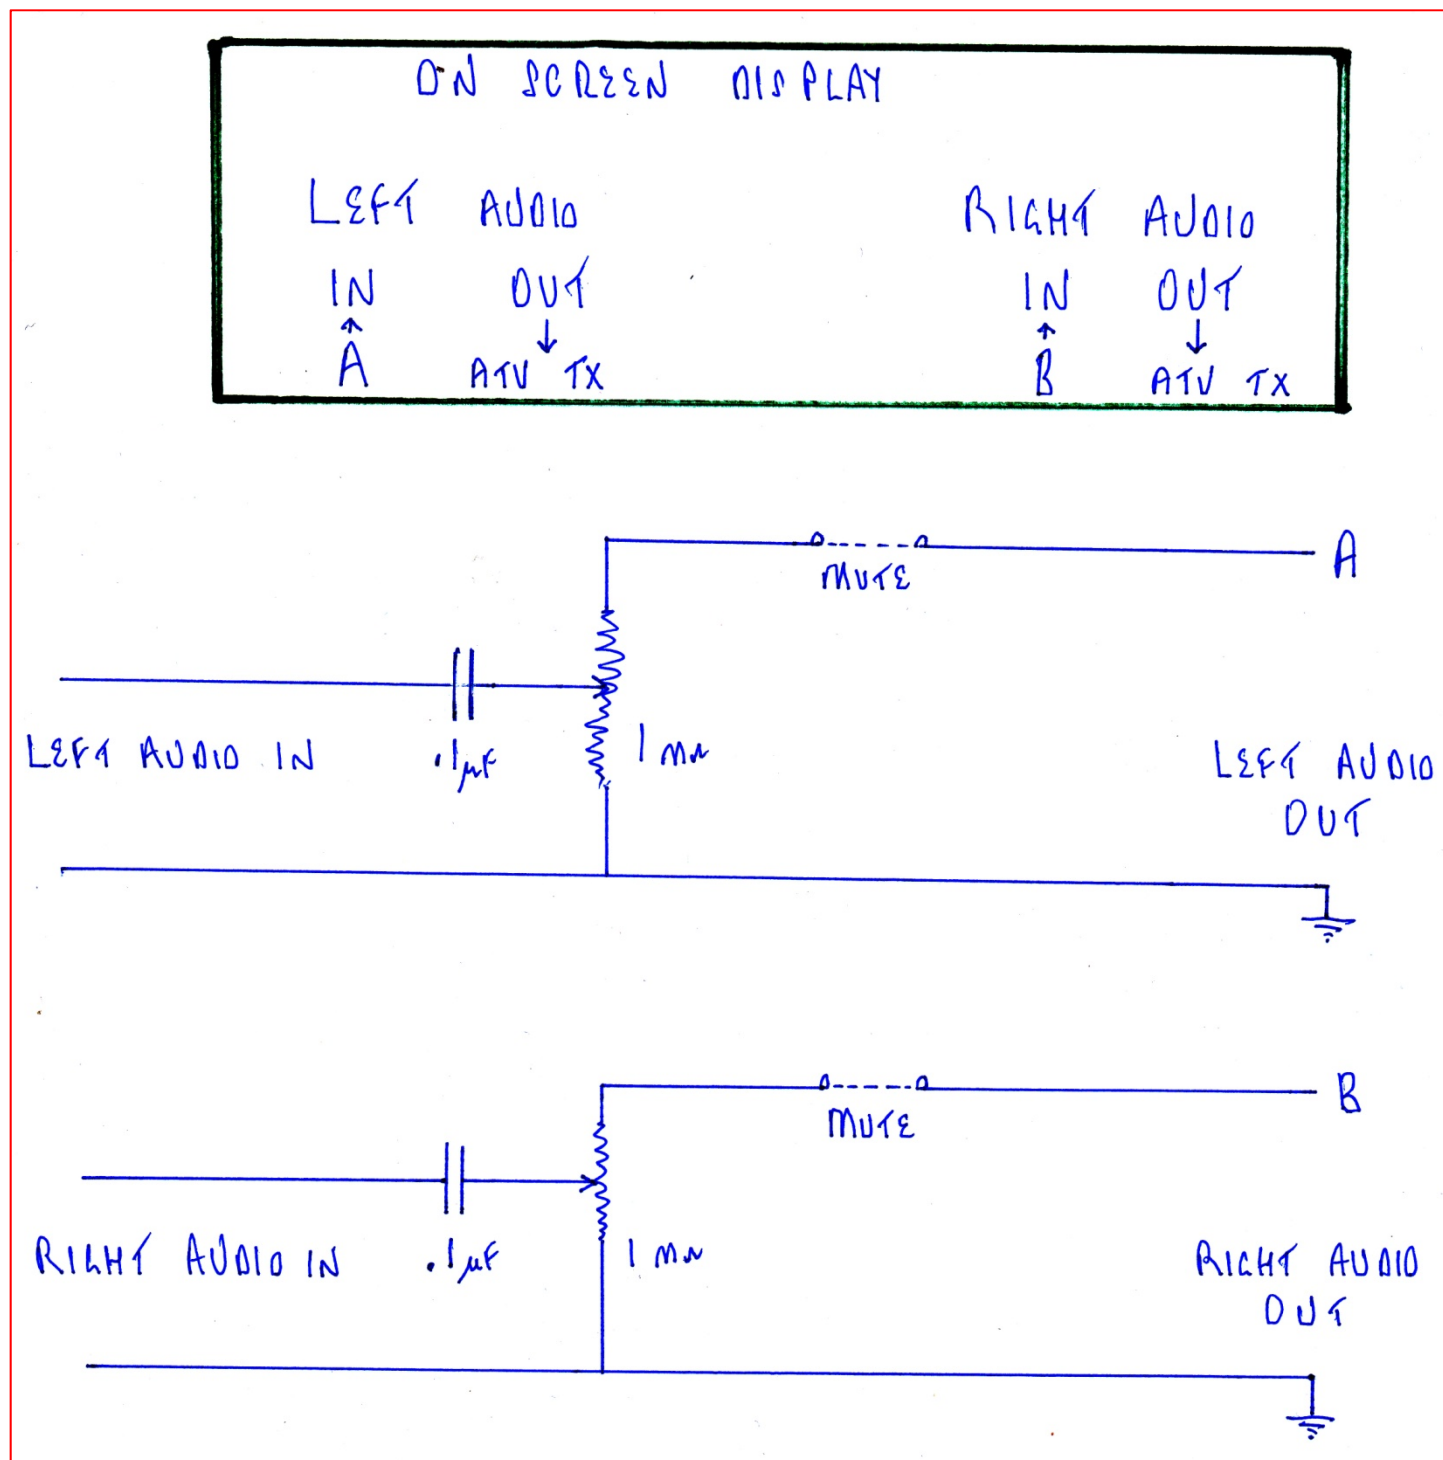 ON SCREEN DISPLAY
LEFT AUDIO
IN OUT
A ATV TX
RIGHT AUDIO
IN OUT
B ATV TX
MUTE
A
LEFT AUDIO IN
.1µF
1 MΩ
LEFT AUDIO
OUT
MUTE
B
RIGHT AUDIO IN
.1µF
1 MΩ
RIGHT AUDIO
OUT